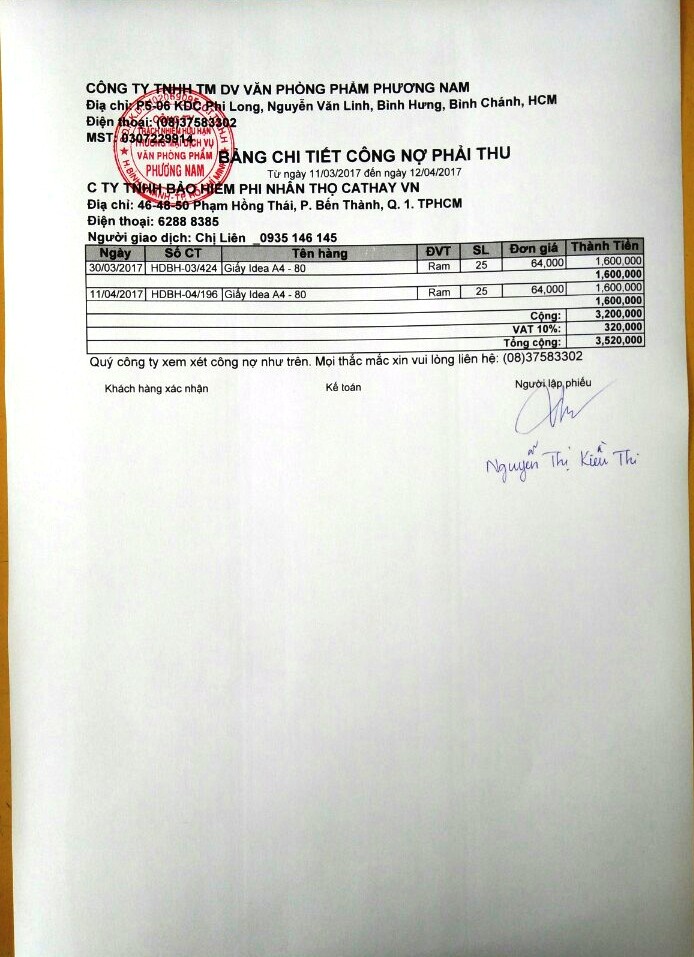 CÔNG TY TNHH TM DV VĂN PHÒNG PHẨM PHƯƠNG NAM
Địa chỉ: P5-06 KDC Phi Long, Nguyễn Văn Linh, Bình Hưng, Bình Chánh, HCM
Điện thoại: (08)37583302
MST: 0307229914
CÔNG TY
TRÁCH NHIỆM HỮU HẠN
THƯƠNG MẠI DỊCH VỤ
VĂN PHÒNG PHẨM
PHƯƠNG NAM
BẢNG CHI TIẾT CÔNG NỢ PHẢI THU
Từ ngày 11/03/2017 đến ngày 12/04/2017
C TY TNHH BẢO HIỂM PHI NHÂN THỌ CATHAY VN
Địa chỉ: 46-48-50 Phạm Hồng Thái, P. Bến Thành, Q. 1. TPHCM
Điện thoại: 6288 8385
Người giao dịch: Chị Liên _0935 146 145
Ngày Số CT Tên hàng ĐVT SL Đơn giá Thành Tiền
30/03/2017 HDBH-03/424 Giấy Idea A4 - 80 Ram 25 64,000 1,600,000
1,600,000
11/04/2017 HDBH-04/196 Giấy Idea A4 - 80 Ram 25 64,000 1,600,000
1,600,000
Cộng: 3,200,000
VAT 10%: 320,000
Tổng cộng: 3,520,000
Quý công ty xem xét công nợ như trên. Mọi thắc mắc xin vui lòng liên hệ: (08)37583302
Khách hàng xác nhận Kế toán Người lập phiếu
Nguyễn Thị Kiều Thi